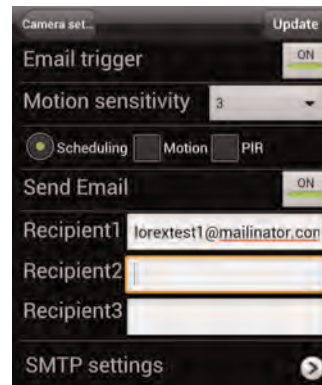 Camera set... Update
Email trigger ON
Motion sensitivity 3
Scheduling Motion PIR
Send Email ON
Recipient1 lorextest1@mailinator.con
Recipient2
Recipient3
SMTP settings